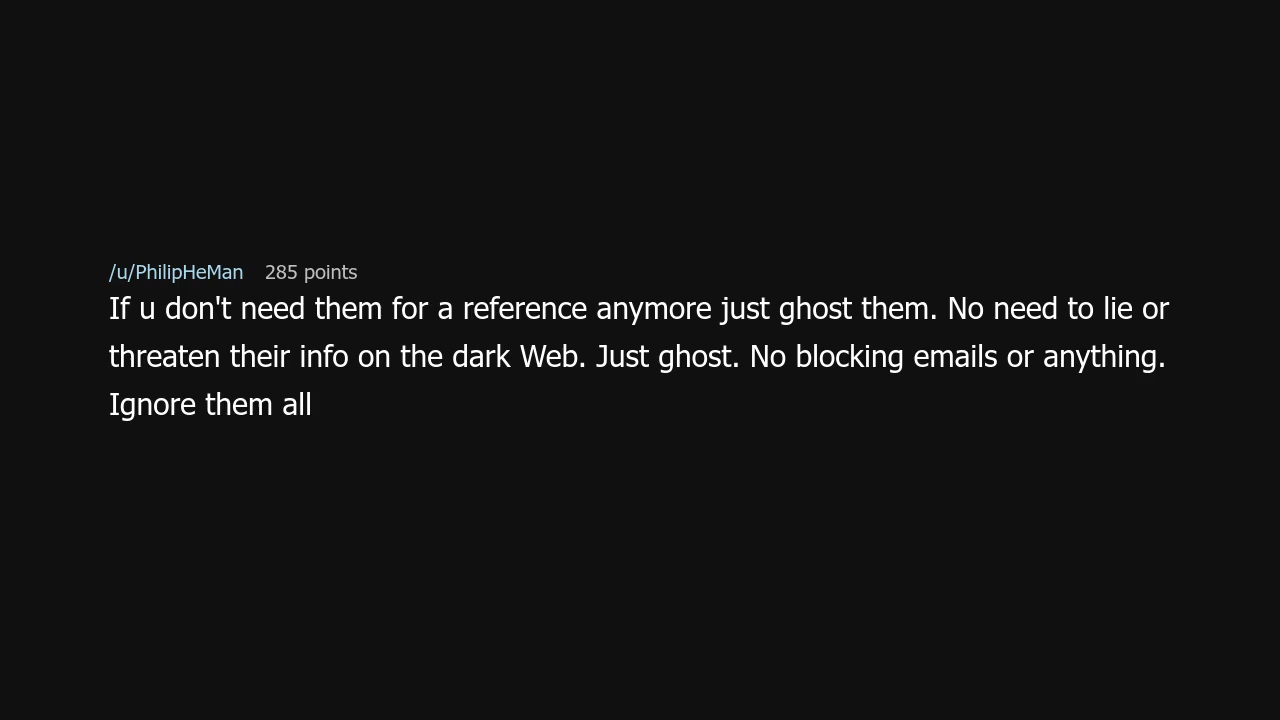 /u/PhilipHeMan 285 points
If u don't need them for a reference anymore just ghost them. No need to lie or
threaten their info on the dark Web. Just ghost. No blocking emails or anything.
Ignore them all